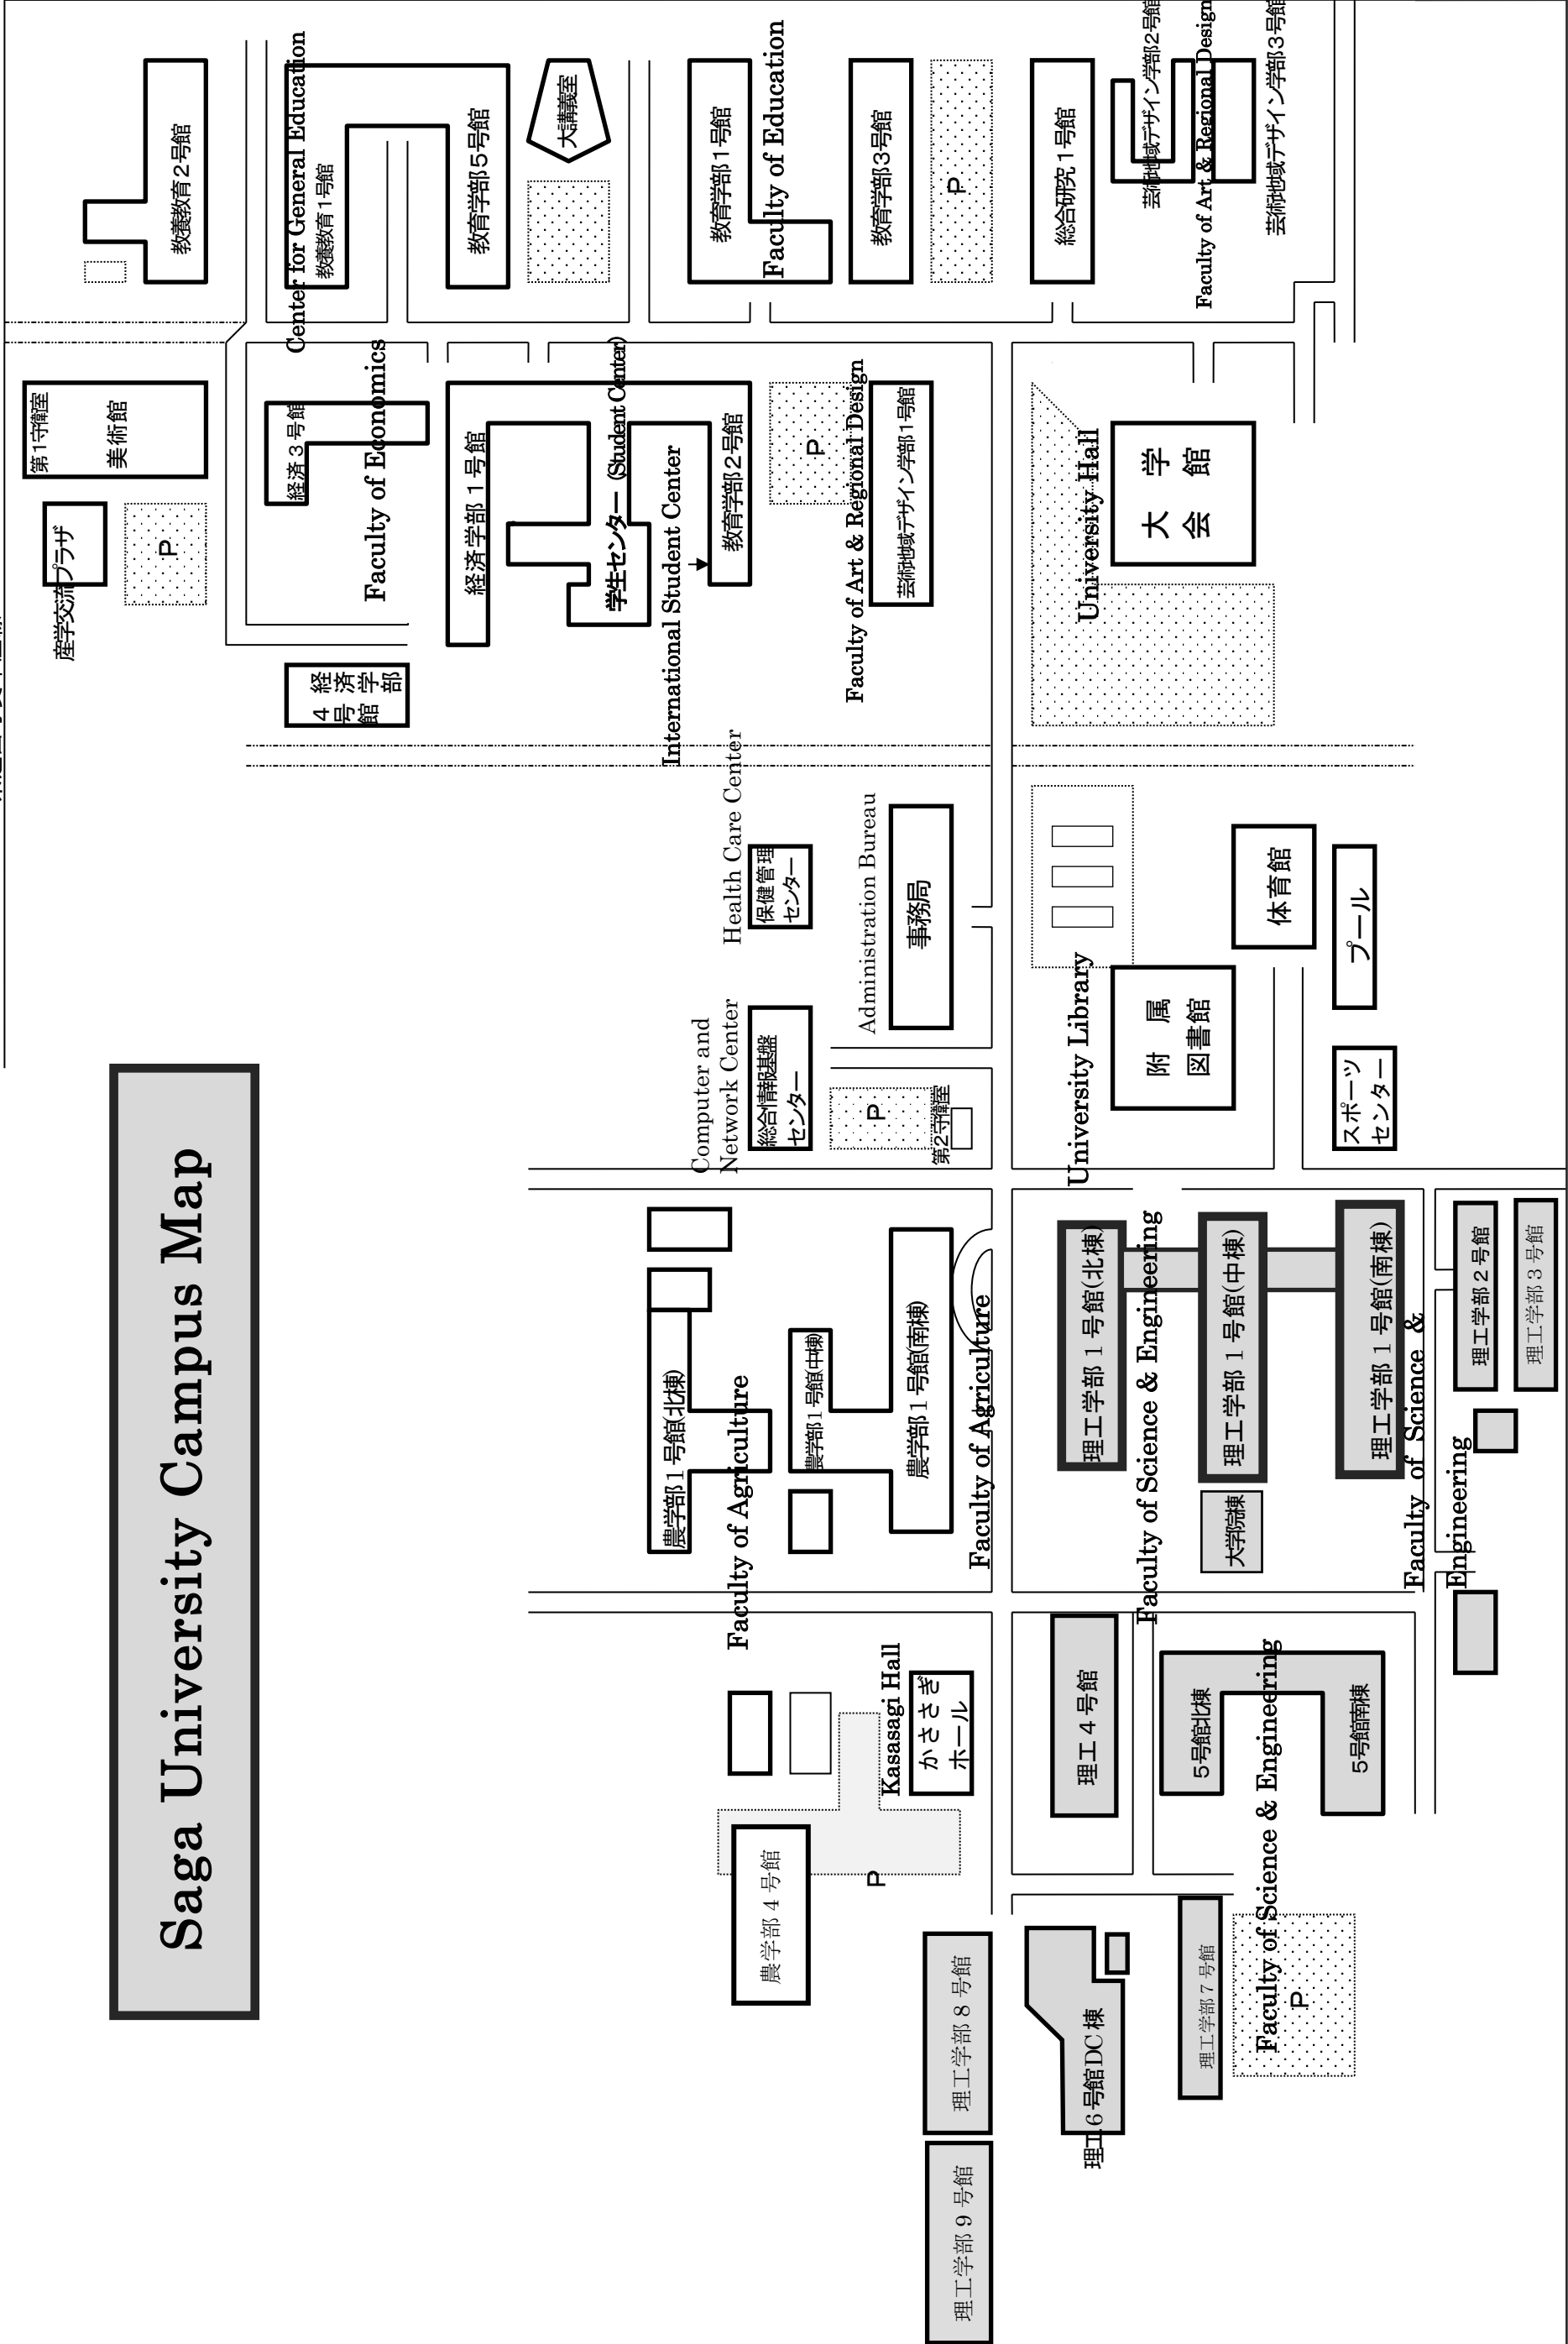 Saga University Campus Map
教養教育2号館
Center for General Education
教養教育1号館
教育学部5号館
大講義室
教育学部1号館
Faculty of Education
教育学部3号館
P
総合研究1号館
芸術地域デザイン学部2号館
Faculty of Art & Regional Design
芸術地域デザイン学部3号館
第1守衛室
美術館
産学交流プラザ
P
経済3号館
Faculty of Economics
経済学部1号館
学生センター (Student Center)
International Student Center
教育学部2号館
P
Faculty of Art & Regional Design
芸術地域デザイン学部1号館
University Hall
大学
会館
経済学部
4号館
Health Care Center
保健管理
センター
Administration Bureau
事務局
体育館
プール
Computer and
Network Center
総合情報基盤
センター
P
第2守衛室
University Library
附属
図書館
スポーツ
センター
農学部1号館(北棟)
Faculty of Agriculture
農学部1号館(中棟)
農学部1号館(南棟)
Faculty of Agriculture
理工学部1号館(北棟)
Faculty of Science & Engineering
理工学部1号館(中棟)
大学院棟
理工学部1号館(南棟)
Faculty of Science &
Engineering
理工学部2号館
理工学部3号館
Kasasagi Hall
かささぎ
ホール
P
農学部4号館
理工4号館
5号館北棟
Faculty of Science & Engineering
5号館南棟
理工学部8号館
理工6号館DC棟
理工学部7号館
P
理工学部9号館